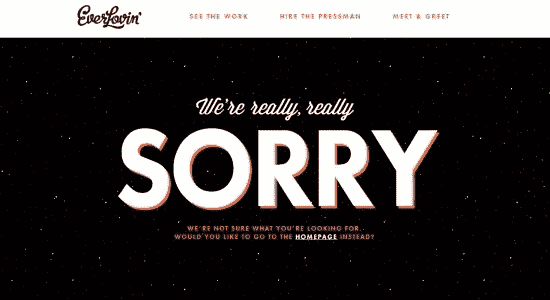 EverLovin'
SEE THE WORK
HIRE THE PRESSMAN
MEET & GREET
We're really, really
SORRY
WE'RE NOT SURE WHAT YOU'RE LOOKING FOR.
WOULD YOU LIKE TO GO TO THE HOMEPAGE INSTEAD?